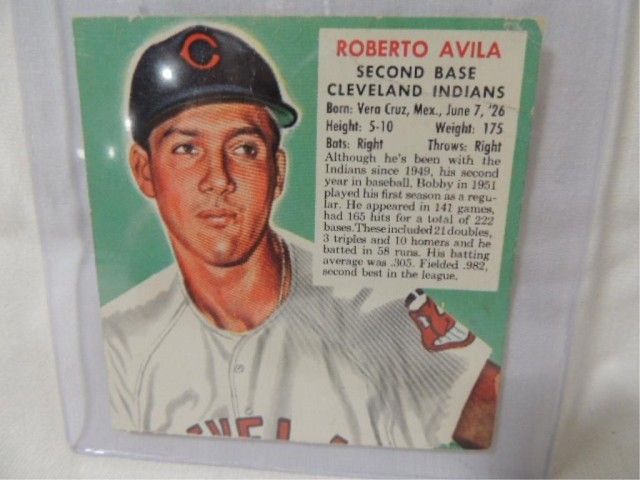 C
ROBERTO AVILA
SECOND BASE
CLEVELAND INDIANS
Born: Vera Cruz, Mex., June 7, '26
Height: 5-10 Weight: 175
Bats: Right Throws: Right
Although he's been with the
Indians since 1949, his second
year in baseball, Bobby in 1951
played his first season as a regu-
lar. He appeared in 141 games,
had 165 hits for a total of 222
bases. These included 21 doubles,
3 triples and 10 homers and he
batted in 58 runs. His batting
average was .305. Fielded .982,
second best in the league.
VEL